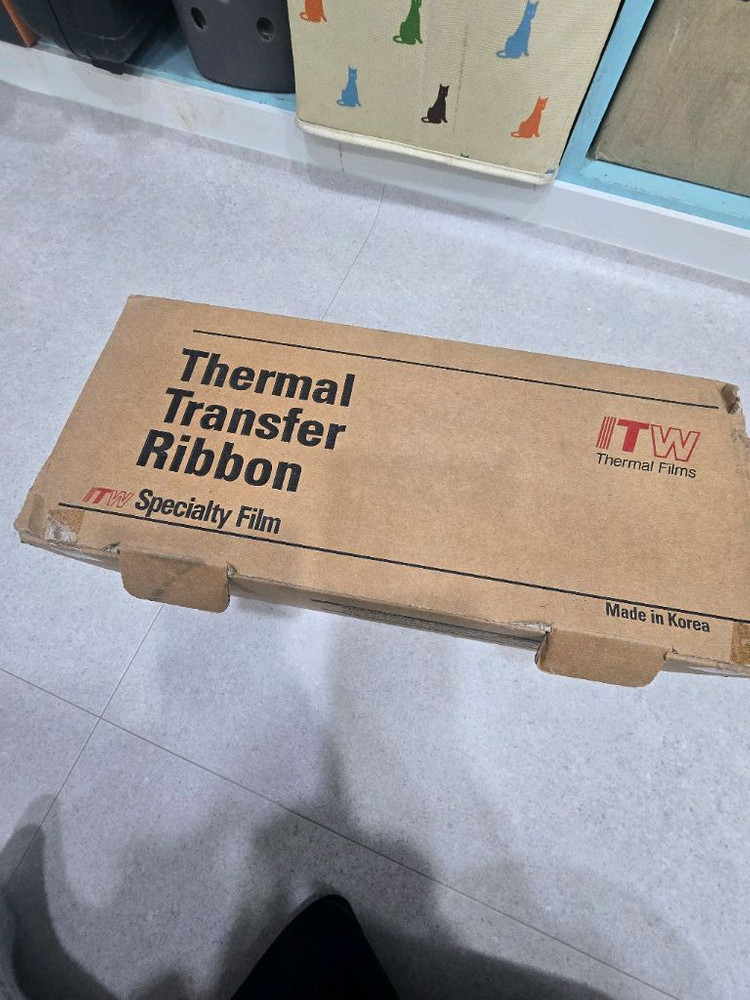 Thermal
Transfer
Ribbon
ITW Specialty Film
ITW
Thermal Films
Made in Korea